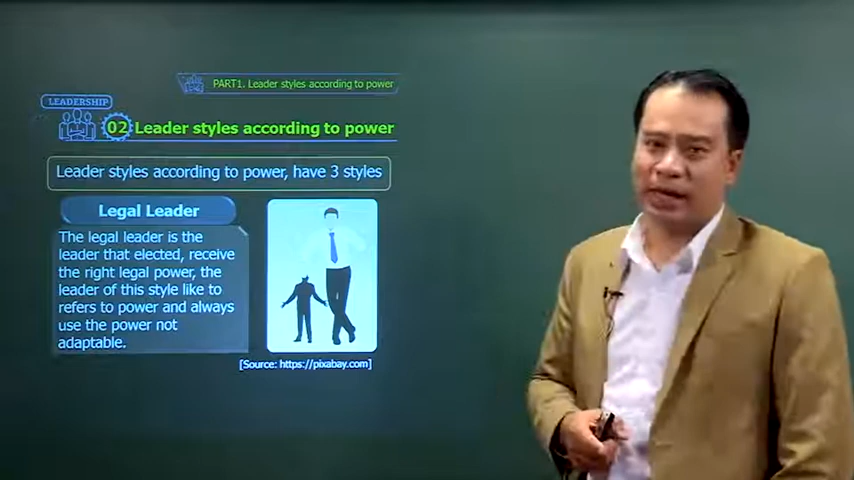 PART1. Leader styles according to power
LEADERSHIP
02 Leader styles according to power
Leader styles according to power, have 3 styles
Legal Leader
The legal leader is the
leader that elected, receive
the right legal power, the
leader of this style like to
refers to power and always
use the power not
adaptable.
[Source: https://pixabay.com]